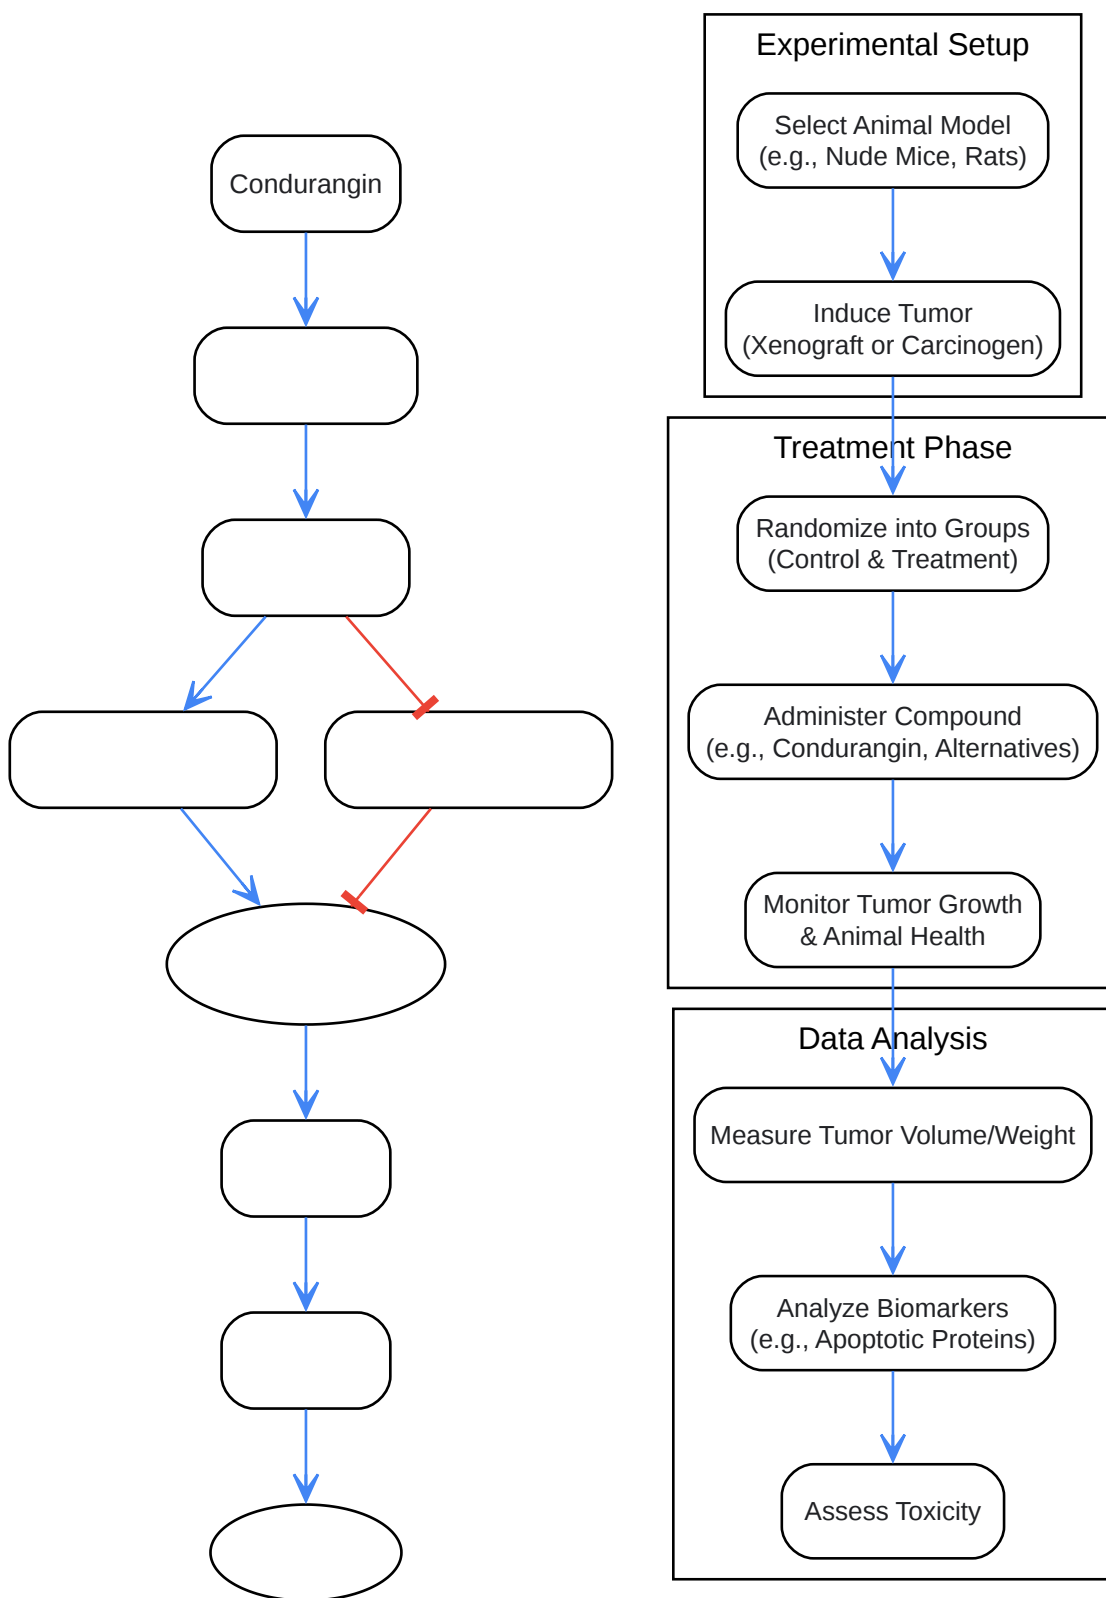 Condurangin
Experimental Setup
Select Animal Model
(e.g., Nude Mice, Rats)
Induce Tumor
(Xenograft or Carcinogen)
Treatment Phase
Randomize into Groups
(Control & Treatment)
Administer Compound
(e.g., Condurangin, Alternatives)
Monitor Tumor Growth
& Animal Health
Data Analysis
Measure Tumor Volume/Weight
Analyze Biomarkers
(e.g., Apoptotic Proteins)
Assess Toxicity